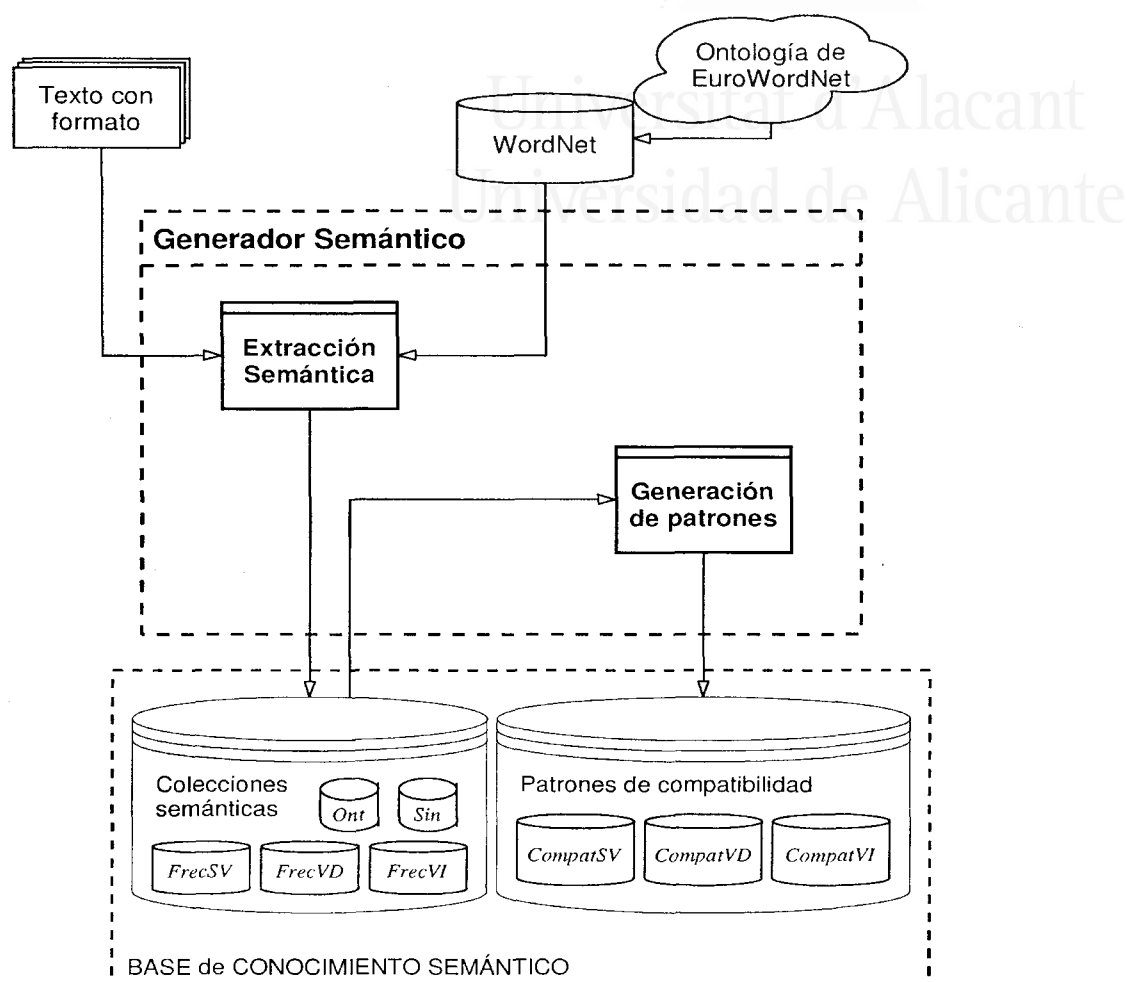 Ontología de
EuroWordNet
Texto con
formato
WordNet
Universitat d'Alacant
Universidad de Alicante
Generador Semántico
Extracción
Semántica
Generación
de patrones
Colecciones
semánticas
Ont
Sin
FrecSV
FrecVD
FrecVI
Patrones de compatibilidad
CompatSV
CompatVD
CompatVI
BASE de CONOCIMIENTO SEMÁNTICO